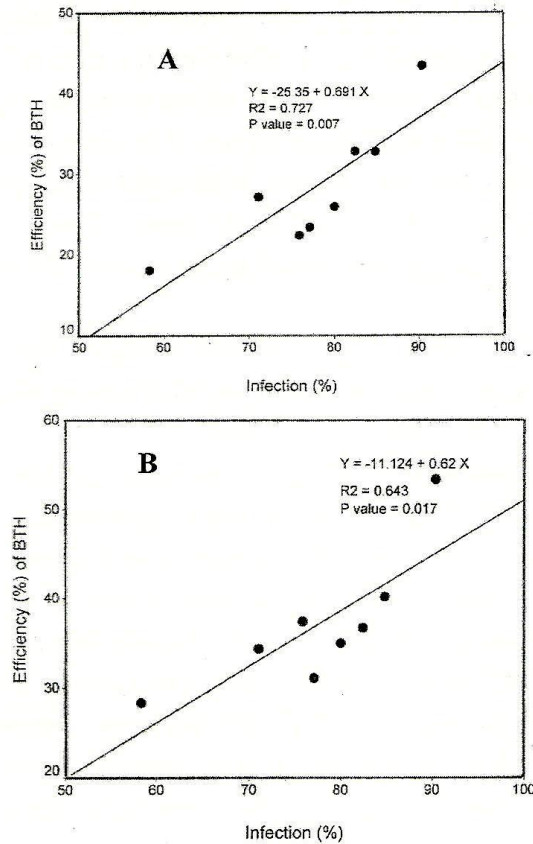 A
Y = -25.35 + 0.691 X
R2 = 0.727
P value = 0.007
Efficiency (%) of BTH
50
40
30
20
10
50 60 70 80 90 100
Infection (%)
B
Y = -11.124 + 0.62 X
R2 = 0.643
P value = 0.017
Efficiency (%) of BTH
60
50
40
30
20
50 60 70 80 90 100
Infection (%)